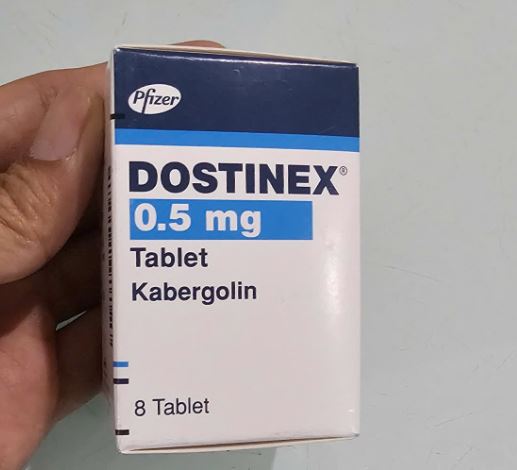 Pfizer
DOSTINEX®
0.5 mg
Tablet
Kabergolin
8 Tablet